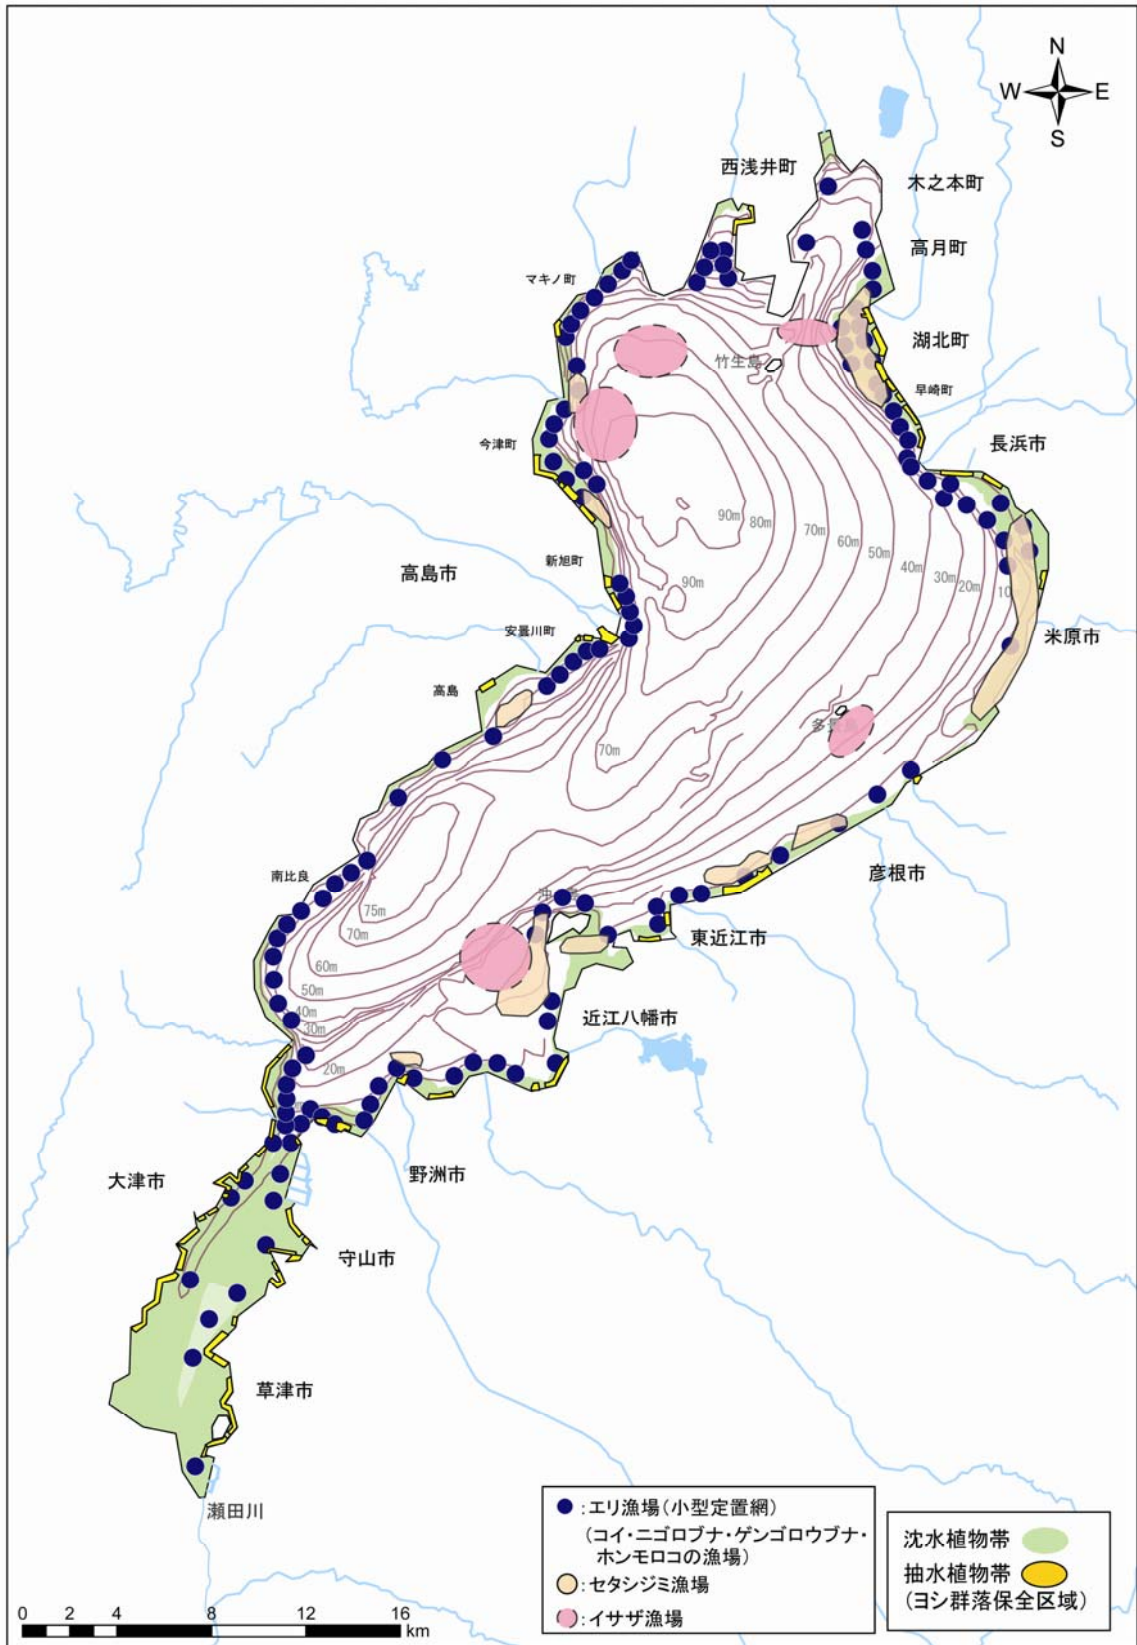 N
W
E
S
西浅井町
木之本町
高月町
マキノ町
湖北町
竹生島
早崎町
今津町
長浜市
90m
80m
70m
60m
50m
40m
30m
20m
10
新旭町
高島市
90m
安曇川町
米原市
高島
70m
彦根市
南比良
75m
70m
60m
50m
40m
30m
20m
東近江市
近江八幡市
大津市
野洲市
守山市
草津市
瀬田川
●:エリ漁場(小型定置網)
(コイ・ニゴロブナ・ゲンゴロウブナ・
ホンモロコの漁場)
:セタシジミ漁場
:イサザ漁場
沈水植物帯
抽水植物帯
(ヨシ群落保全区域)
0 2 4 8 12 16
km